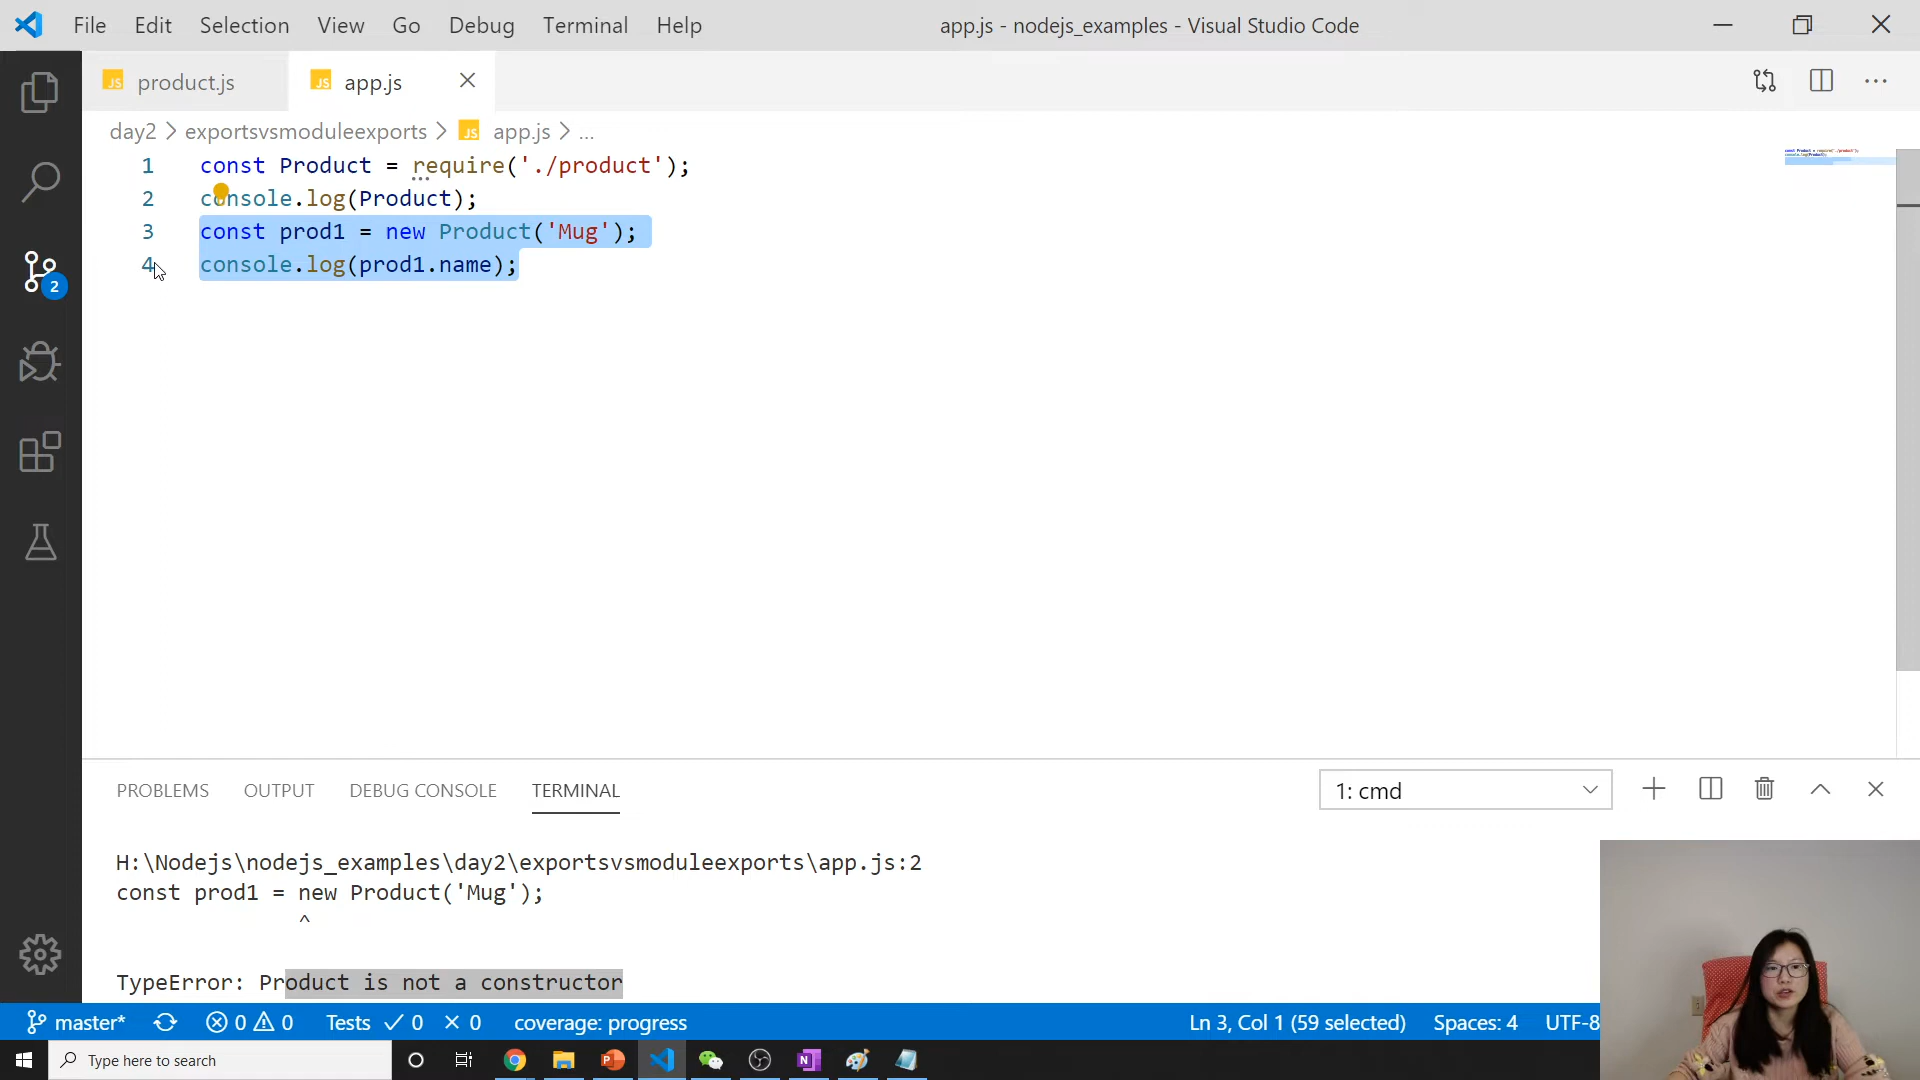 File Edit Selection View Go Debug Terminal Help
app.js - nodejs_examples - Visual Studio Code
JS product.js
JS app.js
day2 > exportsvsmoduleexports > JS app.js > ...
1 const Product = require('./product');
2 console.log(Product);
3 const prod1 = new Product('Mug');
4 console.log(prod1.name);
2
PROBLEMS OUTPUT DEBUG CONSOLE TERMINAL
1: cmd
H:\Nodejs\nodejs_examples\day2\exportsvsmoduleexports\app.js:2
const prod1 = new Product('Mug');
^
TypeError: Product is not a constructor
master* 0 0 Tests ✓ 0 × 0 coverage: progress
Ln 3, Col 1 (59 selected) Spaces: 4 UTF-8
Type here to search